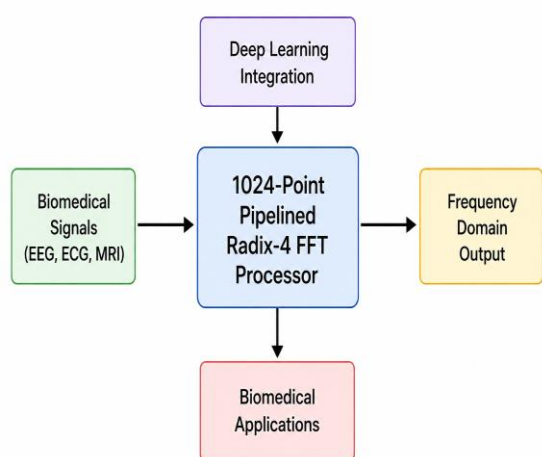 Deep Learning
Integration
Biomedical
Signals
(EEG, ECG, MRI)
1024-Point
Pipelined
Radix-4 FFT
Processor
Frequency
Domain
Output
Biomedical
Applications